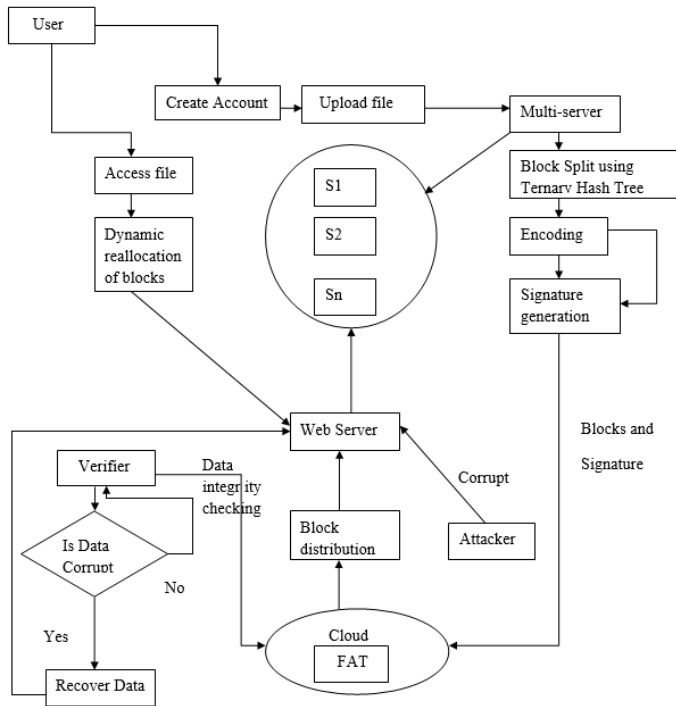 User
Create Account
Upload file
Multi-server
Access file
S1
Block Split using
Ternary Hash Tree
Dynamic
reallocation
of blocks
S2
Encoding
Sn
Signature
generation
Web Server
Blocks and
Signature
Verifier
Data
integrity
checking
Corrupt
Is Data
Corrupt
Block
distribution
Attacker
No
Yes
Cloud
FAT
Recover Data